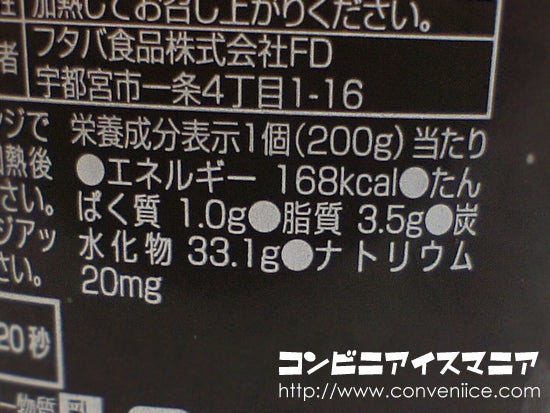 加熱してお召し上がりください。
者 フタバ食品株式会社FD
宇都宮市一条4丁目1-16
ジで
加熱後
さい。
ジアッ
さい。
栄養成分表示1個(200g)当たり
●エネルギー 168kcal●たん
ぱく質 1.0g●脂質 3.5g●炭
水化物 33.1g●ナトリウム
20mg
20秒
コンビニアイスマニア
物質 乳
http://www.conveniice.com/